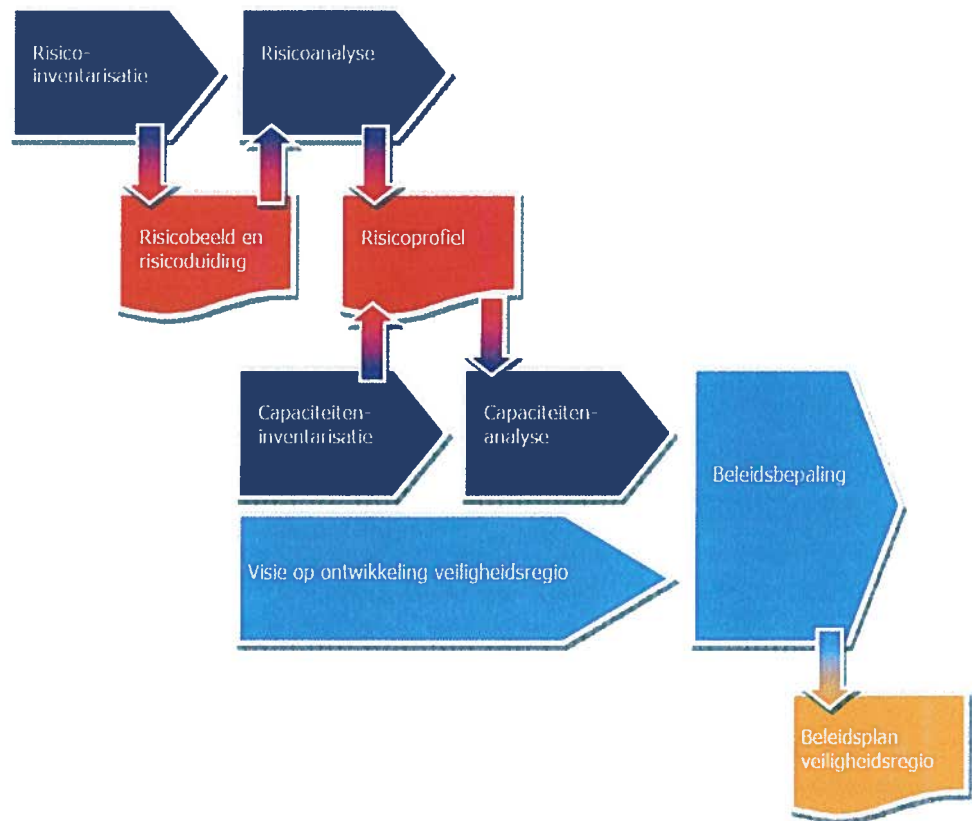 Risico-
inventarisatie
Risicoanalyse
Risicobeeld en
risicoduiding
Risicoprofiel
Capaciteiten-
inventarisatie
Capaciteiten-
analyse
Beleidsbepaling
Visie op ontwikkeling veiligheidsregio
Beleidsplan
veiligheidsregio